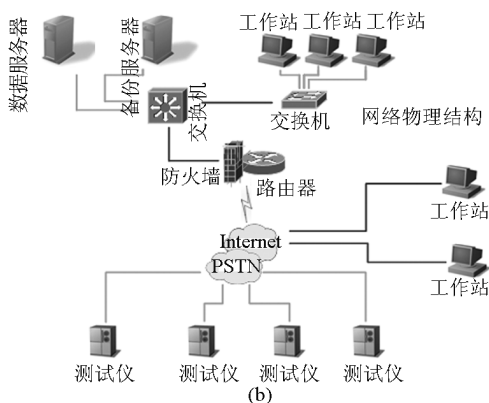 数据服务器
备份服务器
工作站 工作站 工作站
交换机
交换机
网络物理结构
防火墙
路由器
工作站
Internet
PSTN
工作站
测试仪 测试仪 测试仪 测试仪
(b)